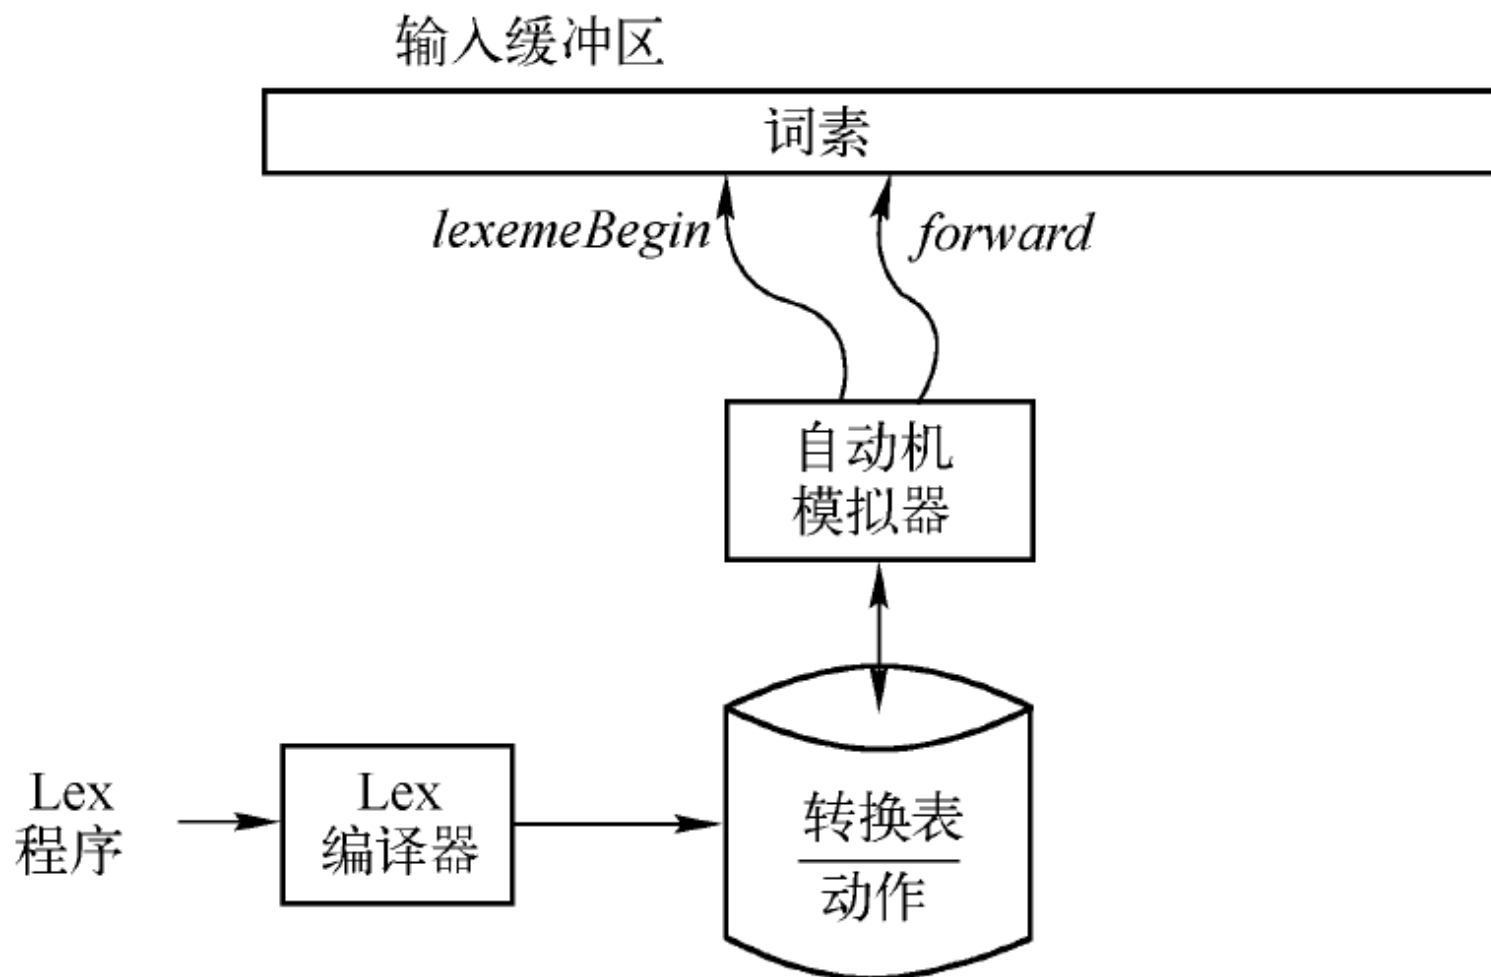 输入缓冲区
词素
lexemeBegin
forward
自动机
模拟器
Lex
程序
Lex
编译器
转换表
动作